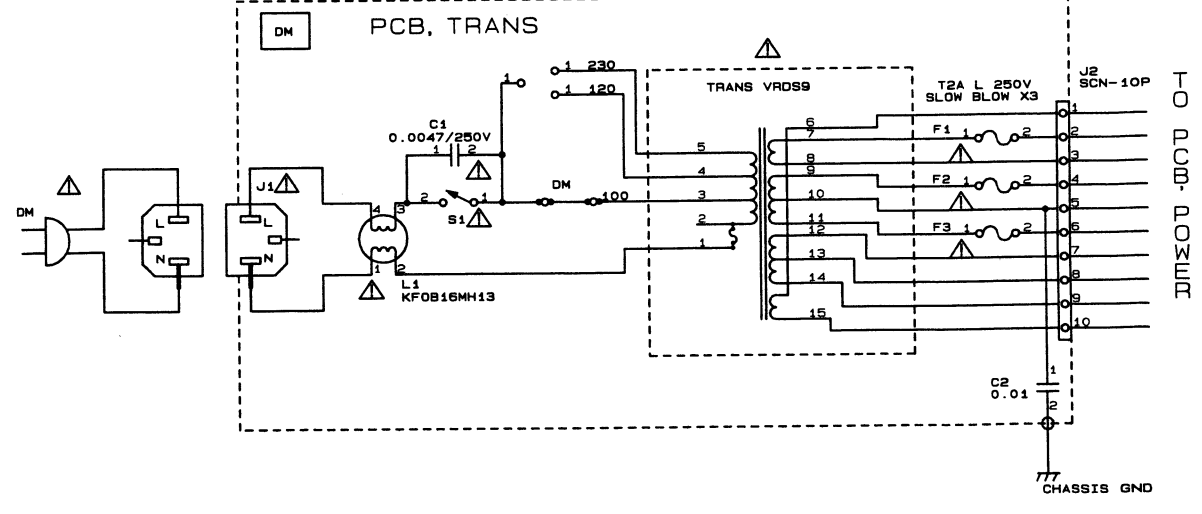 DM
PCB, TRANS
TO PCB, POWER
J2
SCN-10P
T2A L 250V
SLOW BLOW X3
TRANS VRDS9
1 230
1 120
1
C1
0.0047/250V
1 2
2 1
S1
DM
100
DM
L
N
J1
L
N
4 3
1 2
L1
KF0B16MH13
5
4
3
2
1
6
7
8
9
10
11
12
13
14
15
F1 1 2
F2 1 2
F3 1 2
1
2
3
4
5
6
7
8
9
10
C2
0.01
1
2
CHASSIS GND